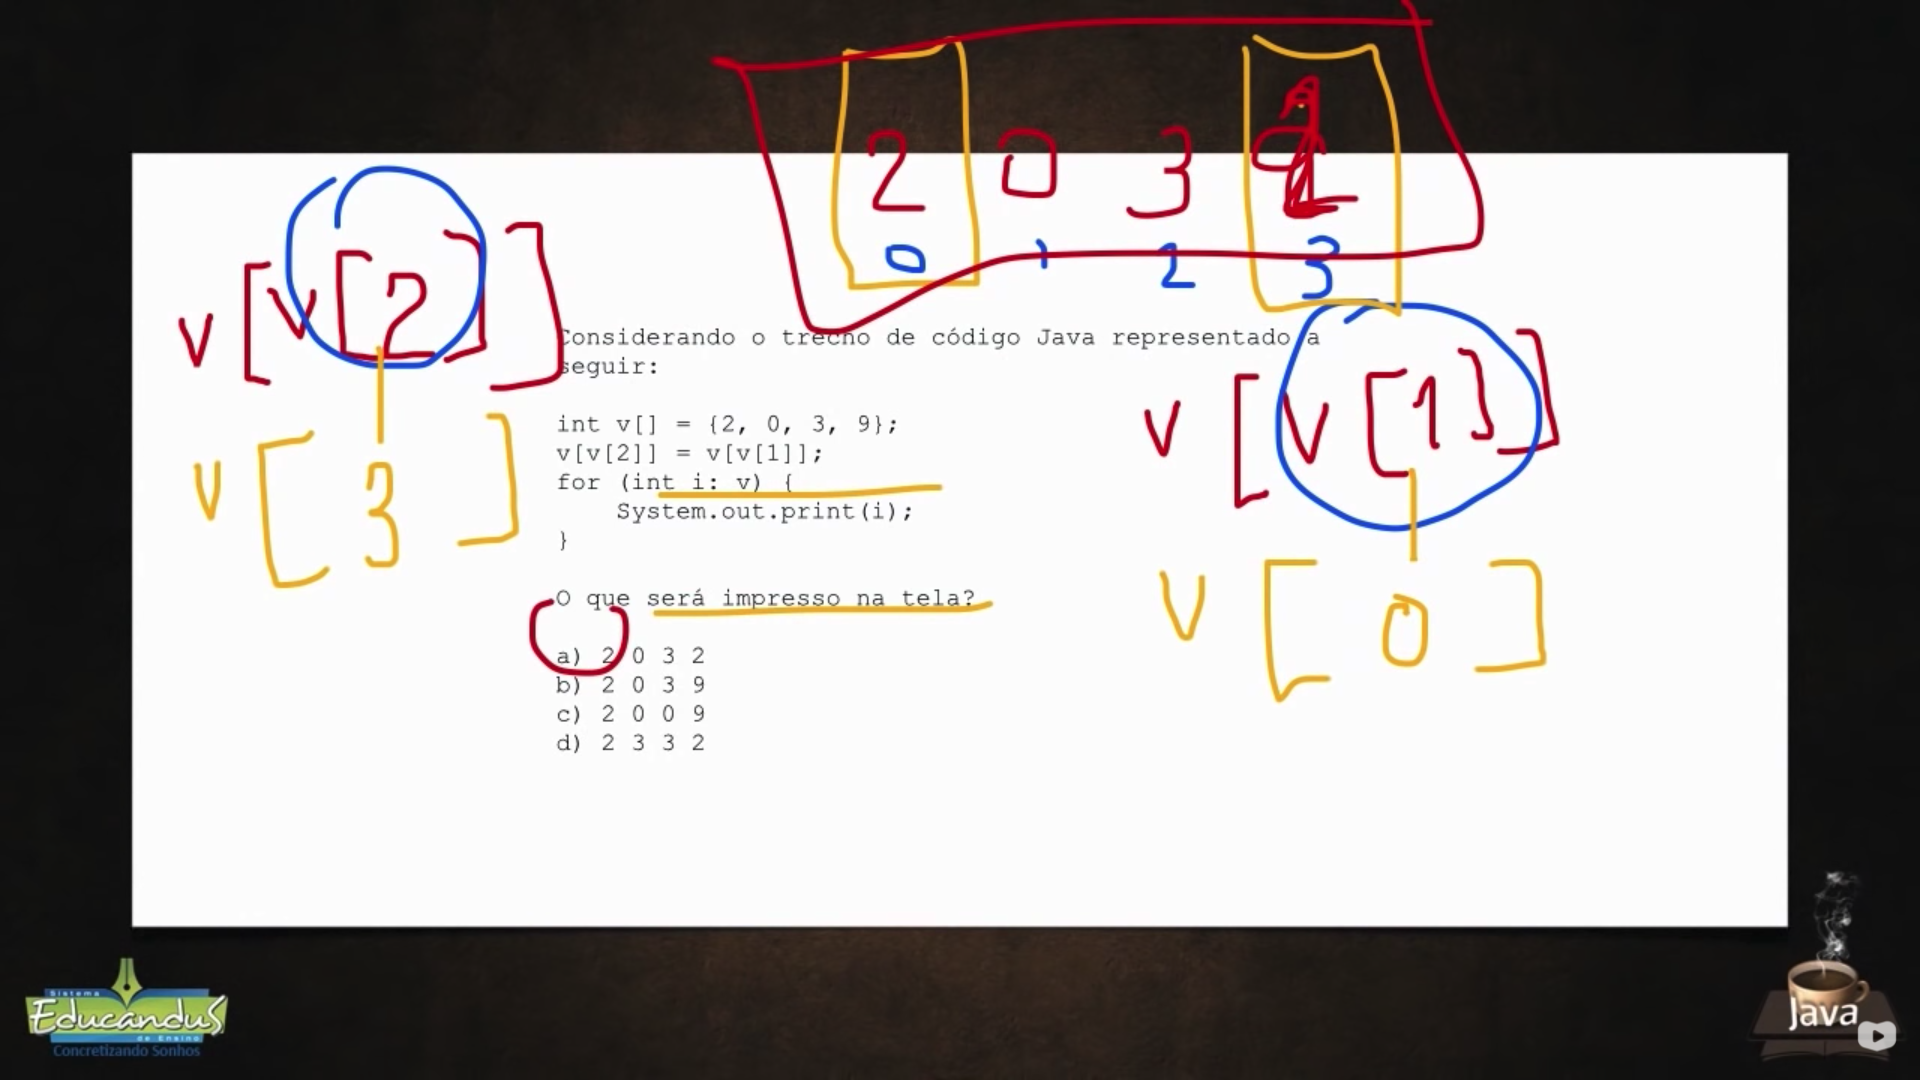 2 0 3
0 1 2 3
v[v[2]]
Considerando o trecho de código Java representado a
seguir:
v[v[1]]
int v[] = {2, 0, 3, 9};
v[v[2]] = v[v[1]];
v[3]
for (int i: v) {
System.out.print(i);
}
O que será impresso na tela?
v[0]
a) 2 0 3 2
b) 2 0 3 9
c) 2 0 0 9
d) 2 3 3 2
Sistema
EducanduS
de Ensino
Concretizando Sonhos
Java